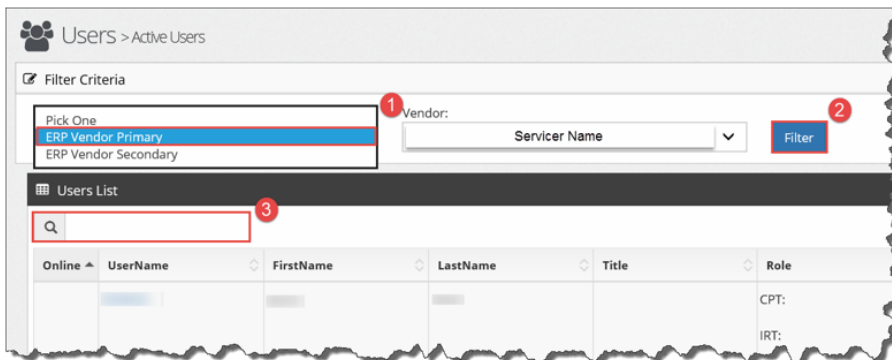 Users > Active Users
Filter Criteria
Pick One
ERP Vendor Primary
ERP Vendor Secondary
1
Vendor:
Servicer Name
2
Filter
Users List
3
Online UserName FirstName LastName Title Role
CPT:
IRT: